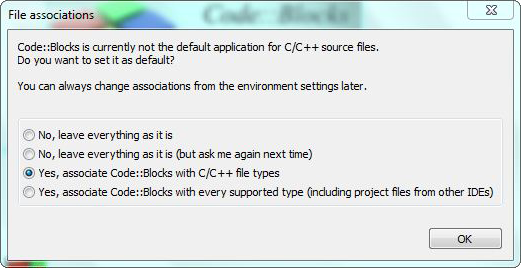 File associations
Code::Blocks
Code::Blocks is currently not the default application for C/C++ source files.
Do you want to set it as default?
You can always change associations from the environment settings later.
No, leave everything as it is
No, leave everything as it is (but ask me again next time)
Yes, associate Code::Blocks with C/C++ file types
Yes, associate Code::Blocks with every supported type (including project files from other IDEs)
OK